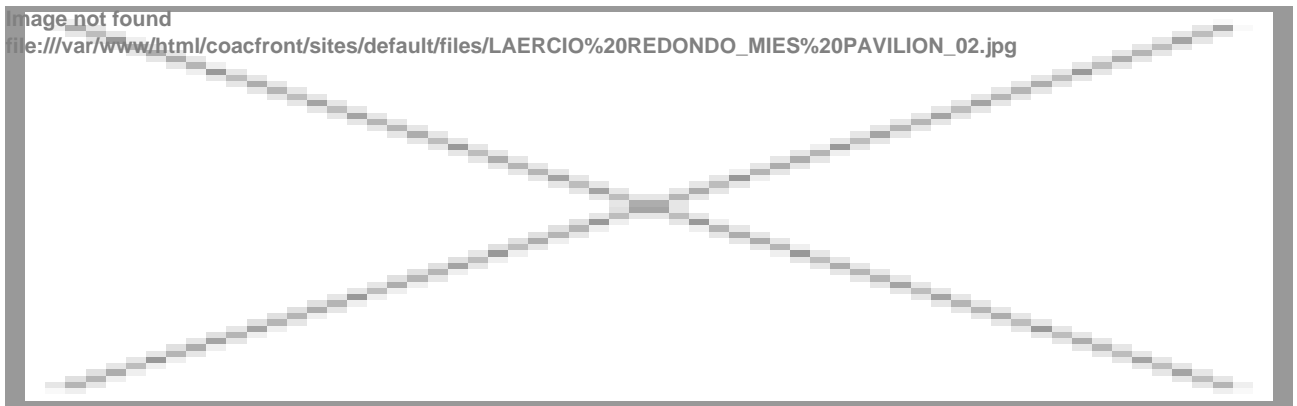 Image not found
file:///var/www/html/coacfront/sites/default/files/LAERCIO%20REDONDO_MIES%20PAVILION_02.jpg